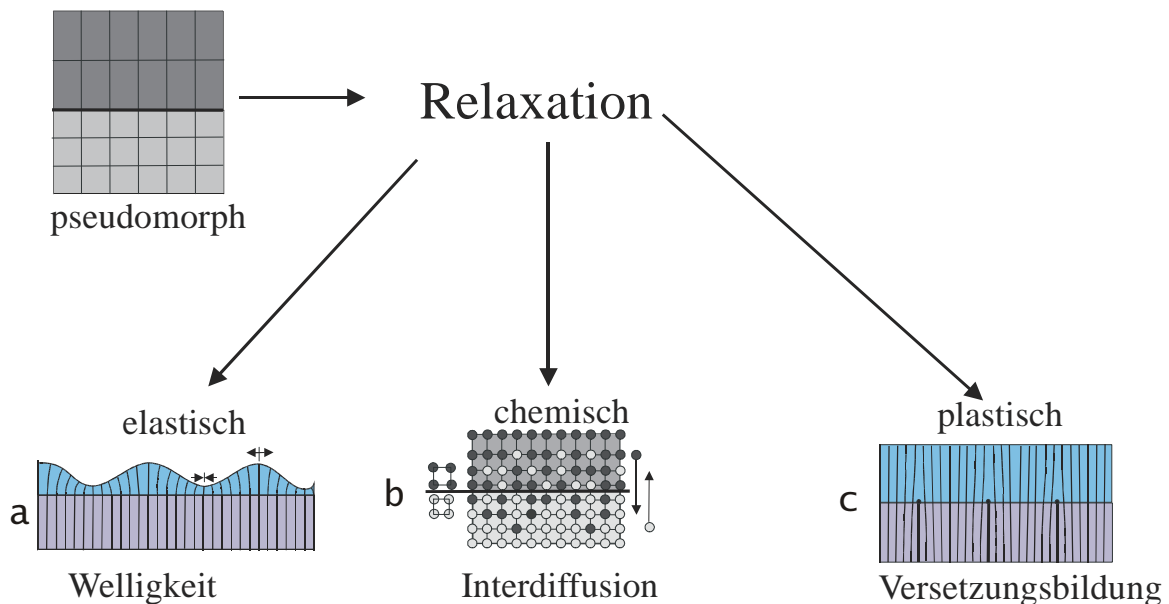 Relaxation
pseudomorph
elastisch
chemisch
plastisch
a
b
c
Welligkeit
Interdiffusion
Versetzungsbildung